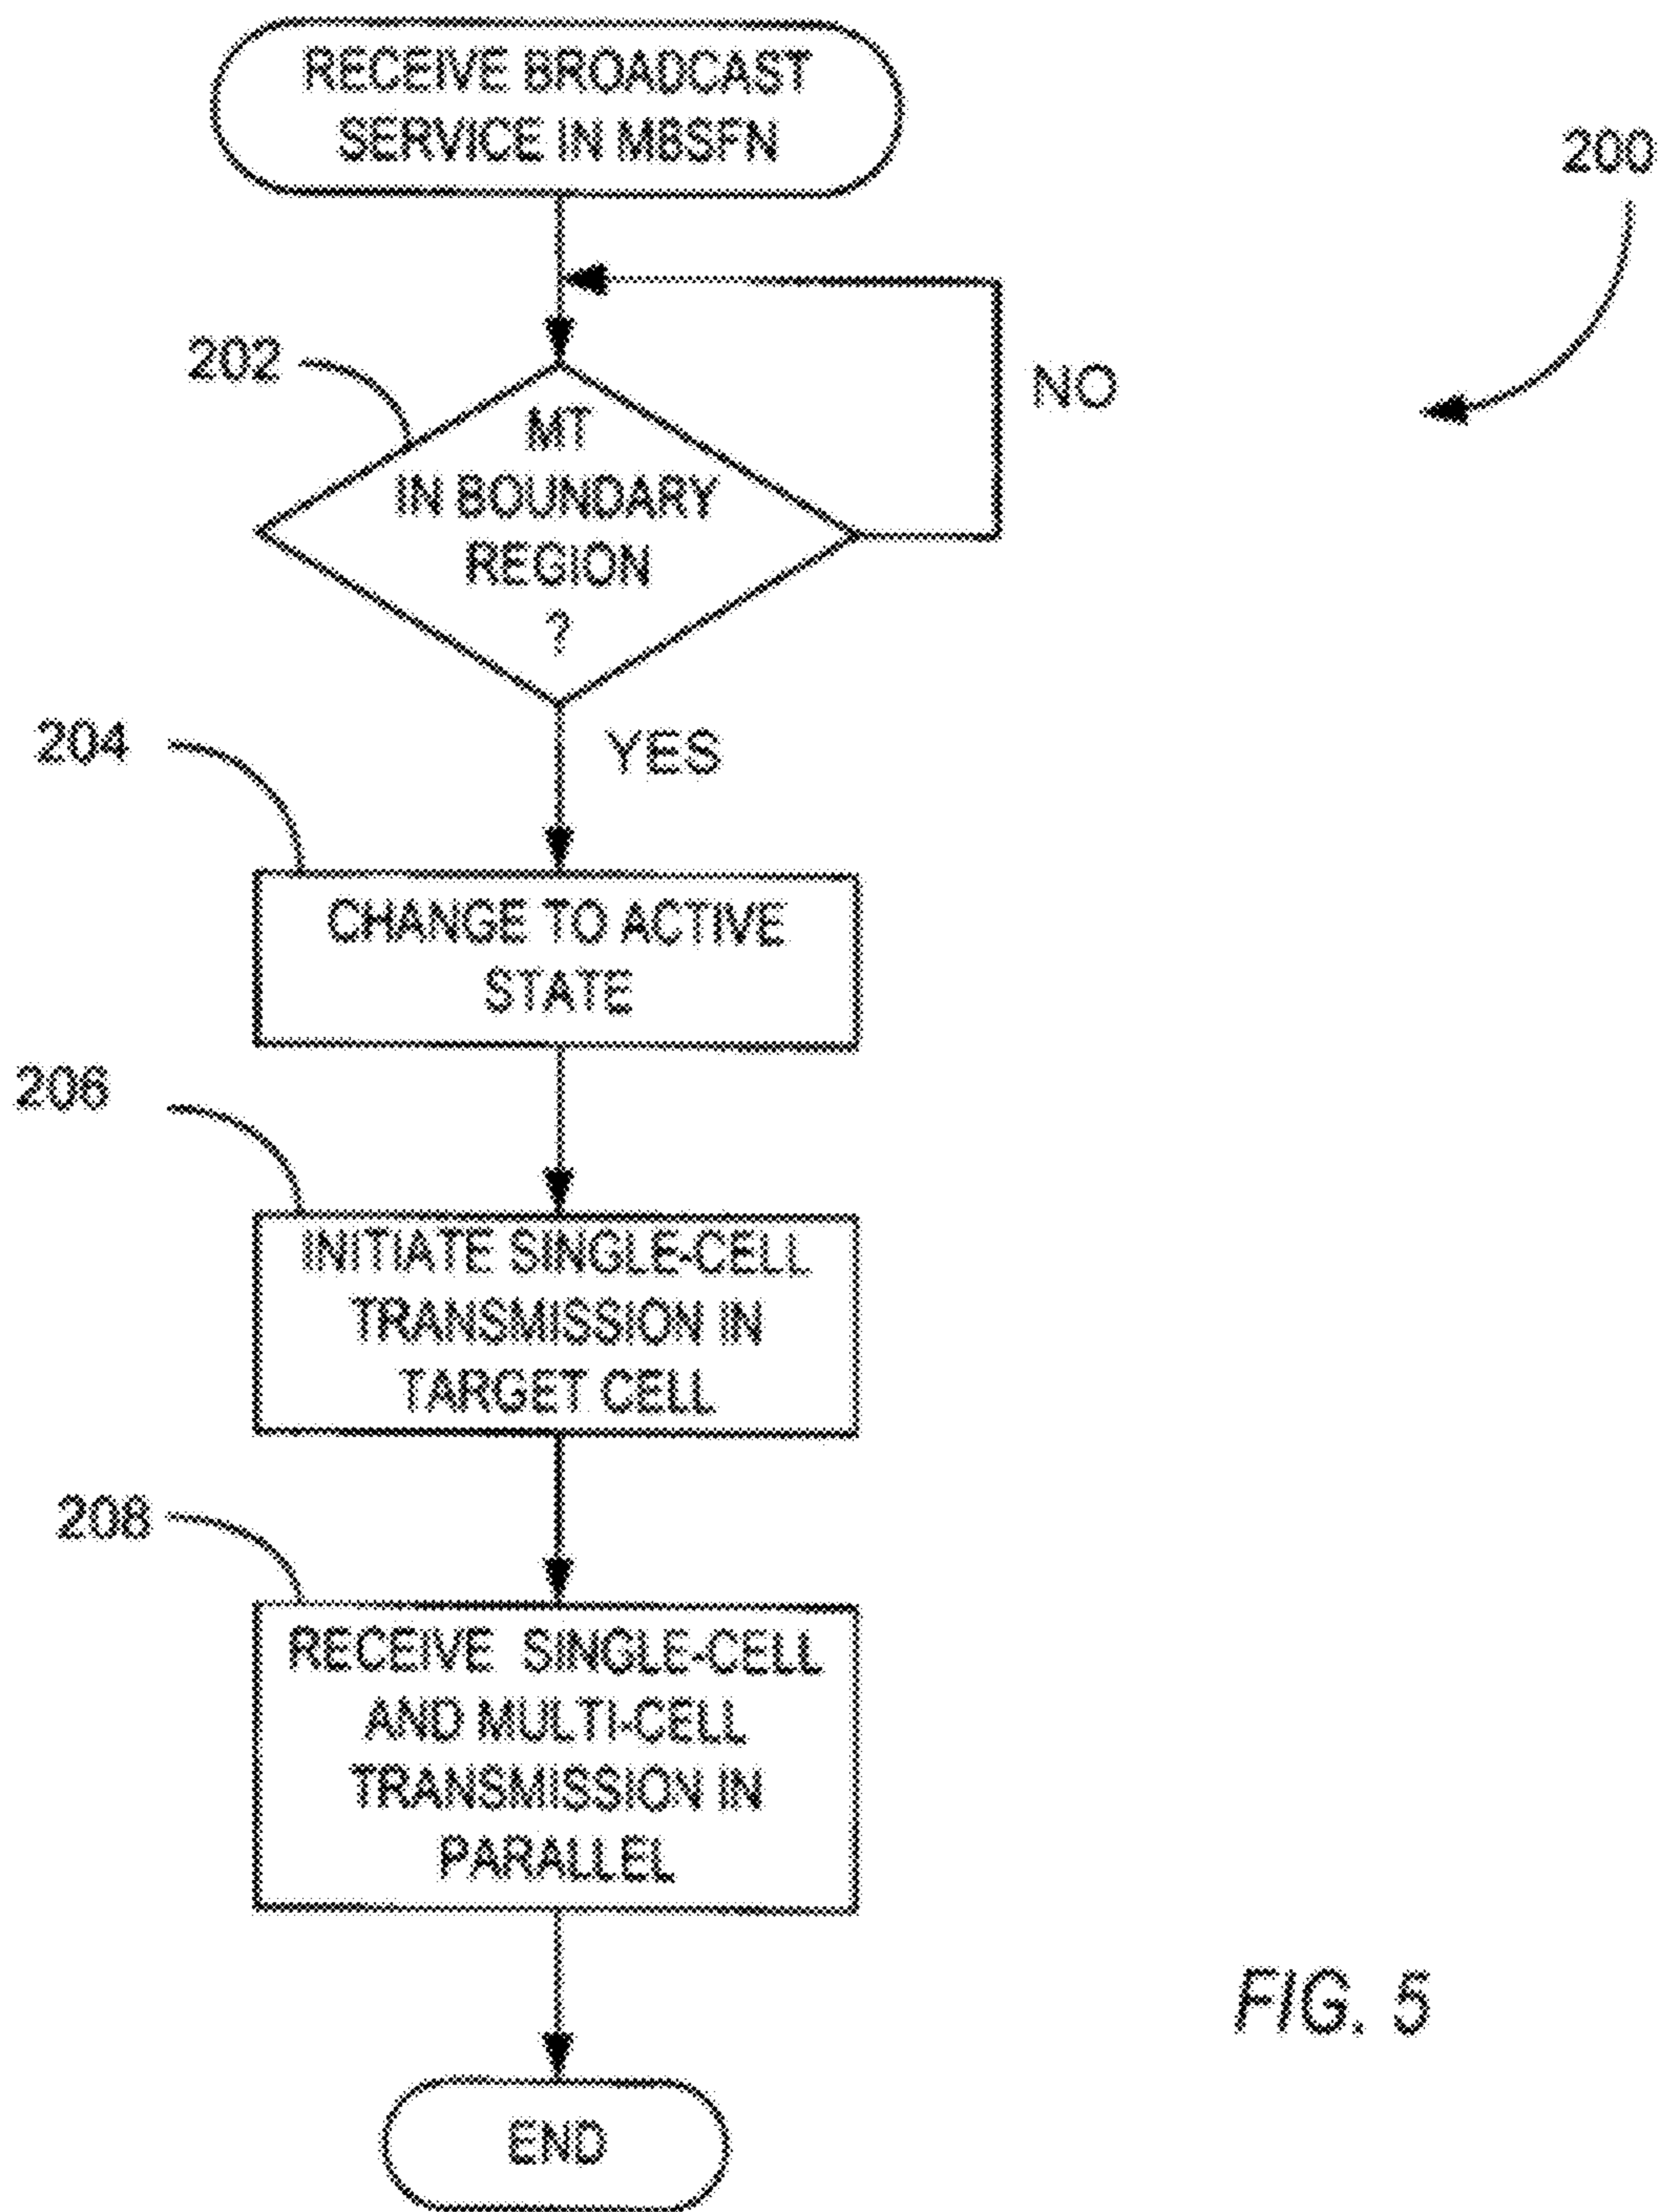 RECEIVE BROADCAST
SERVICE IN MBSFN
200
202
NO
MT
IN BOUNDARY
REGION
?
204
YES
CHANGE TO ACTIVE
STATE
206
INITIATE SINGLE-CELL
TRANSMISSION IN
TARGET CELL
208
RECEIVE SINGLE-CELL
AND MULTI-CELL
TRANSMISSION IN
PARALLEL
FIG. 5
END